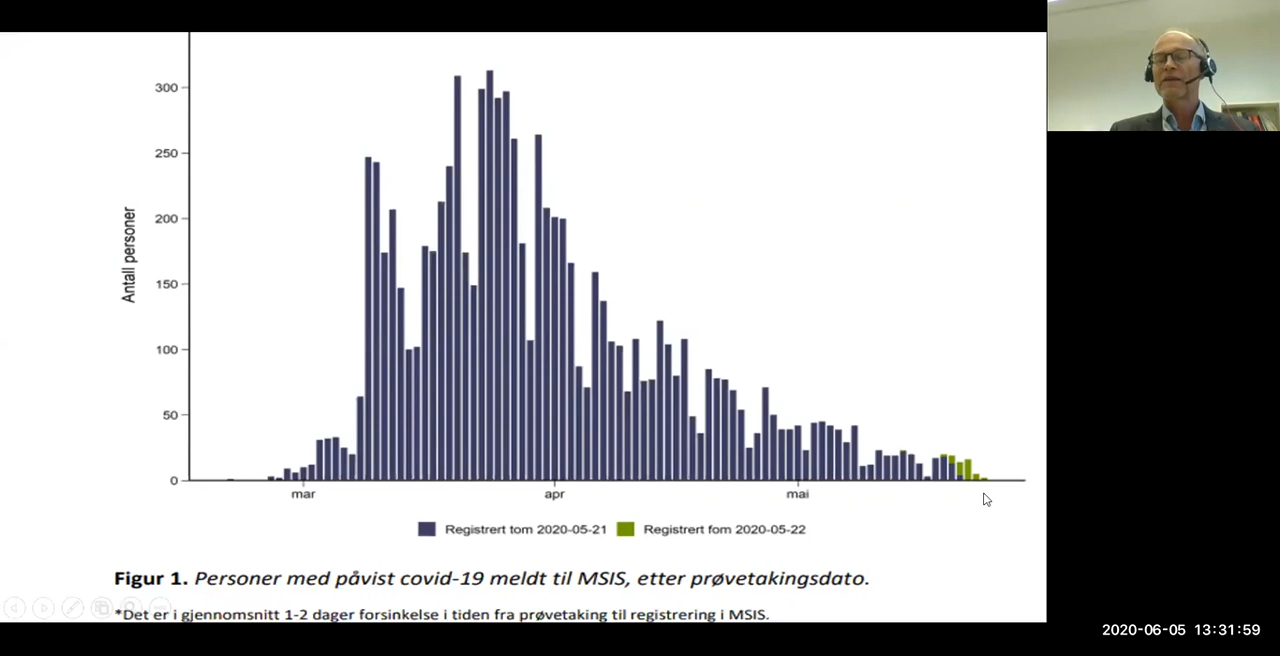 300
250
200
150
100
50
0
Antall personer
mar apr mai
Registrert tom 2020-05-21 Registrert fom 2020-05-22
Figur 1. Personer med påvist covid-19 meldt til MSIS, etter prøvetakingsdato.
*Det er i gjennomsnitt 1-2 dager forsinkelse i tiden fra prøvetaking til registrering i MSIS.
2020-06-05 13:31:59